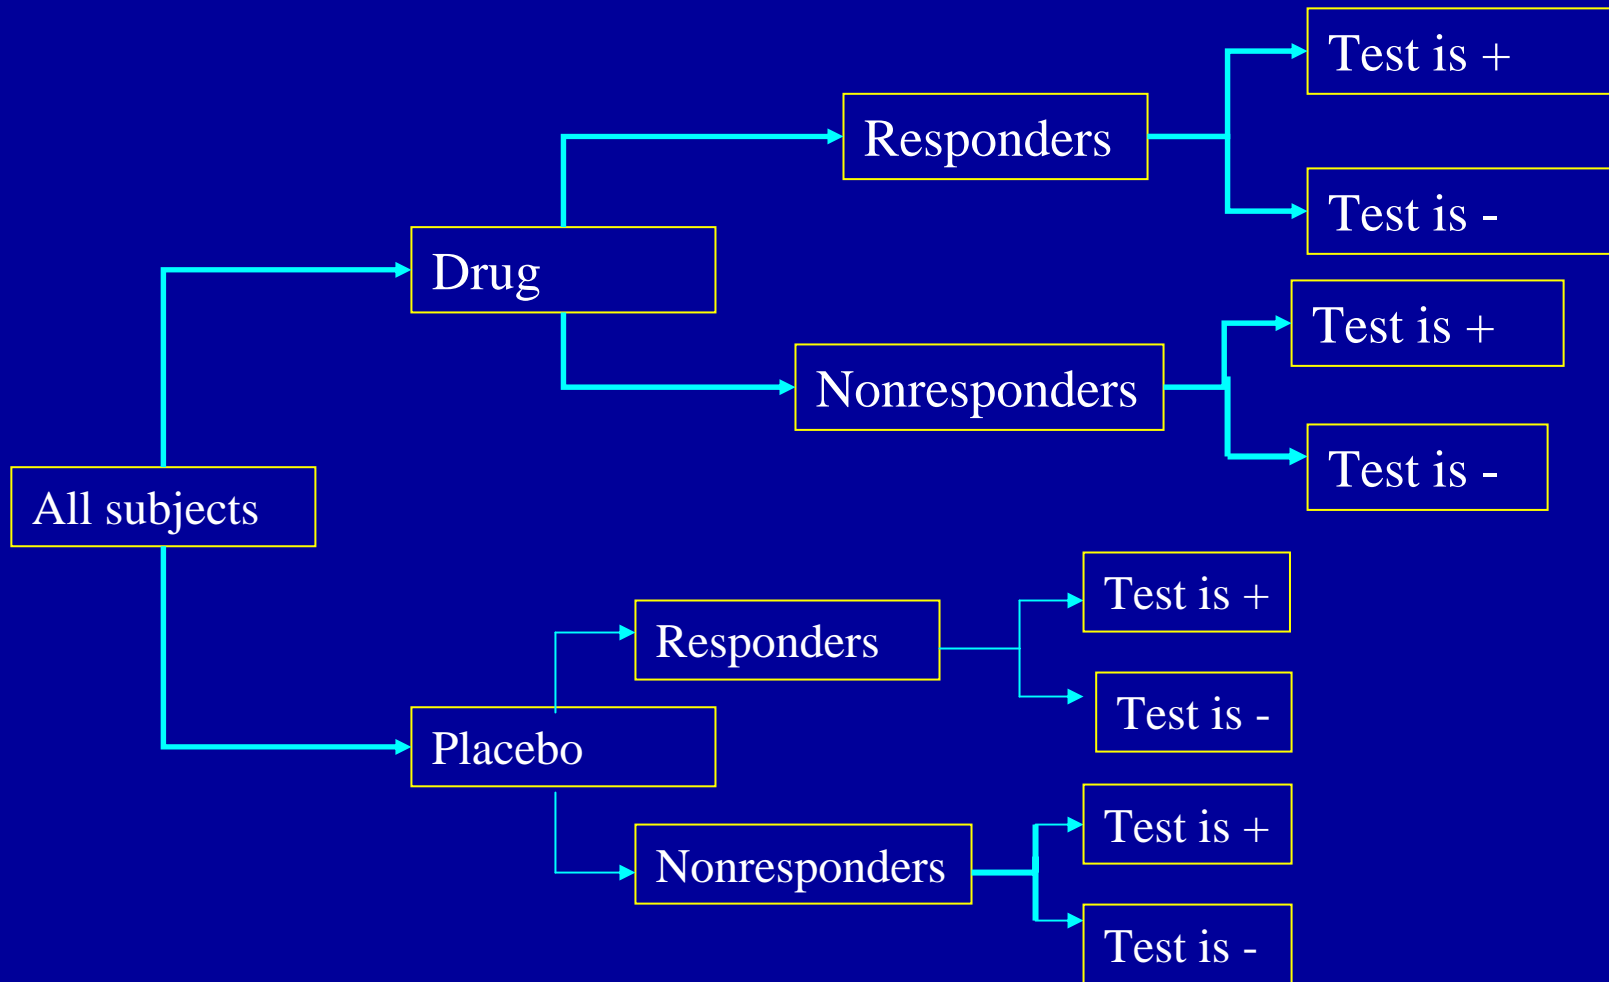 Test is +
Responders
Test is -
Drug
Test is +
Nonresponders
Test is -
All subjects
Test is +
Responders
Test is -
Placebo
Test is +
Nonresponders
Test is -